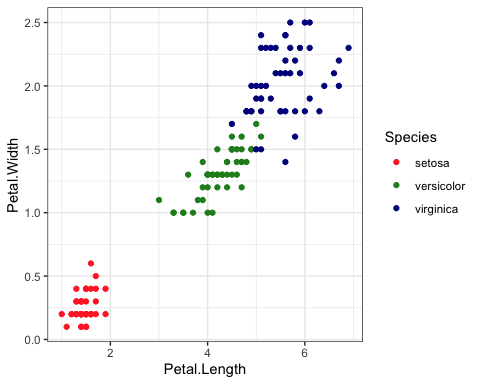 2.5
2.0
1.5
1.0
0.5
0.0
Petal.Width
2
4
6
Petal.Length
Species
setosa
versicolor
virginica